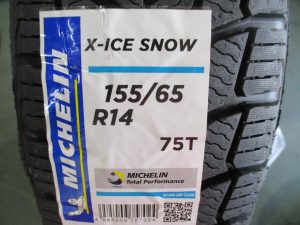 MICHELIN
X-ICE SNOW
155/65
R14
75T
MICHELIN
Total Performance